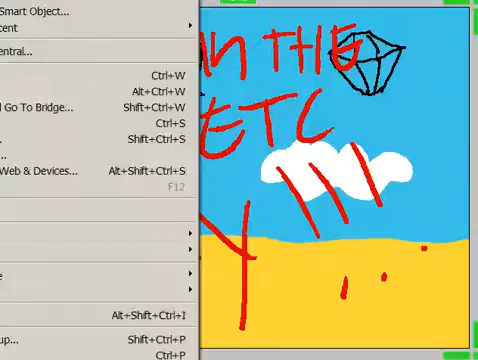 Smart Object...
entral...
Ctrl+W
Alt+Ctrl+W
Go To Bridge... Shift+Ctrl+W
Ctrl+S
Shift+Ctrl+S
Web & Devices... Alt+Shift+Ctrl+S
F12
Alt+Shift+Ctrl+I
up... Shift+Ctrl+P
Ctrl+P
THE
ETC
Y !!!